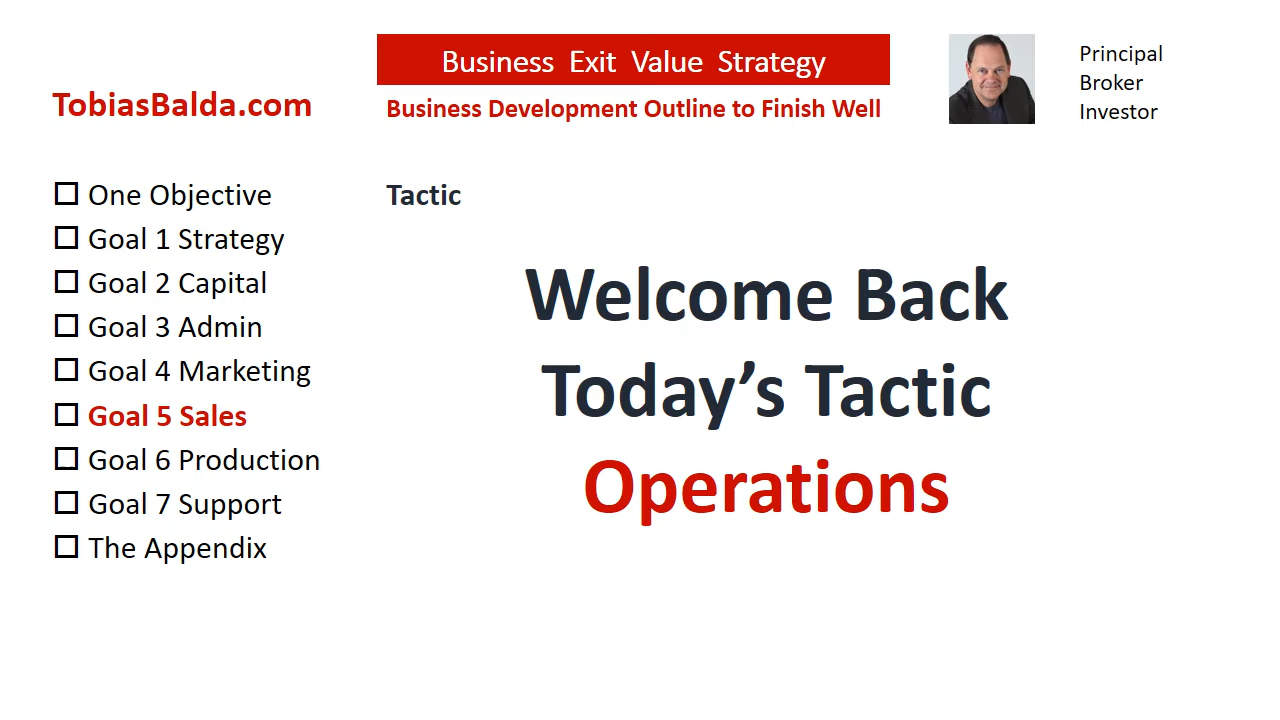 TobiasBalda.com
Business Exit Value Strategy
Business Development Outline to Finish Well
Principal
Broker
Investor
One Objective
Goal 1 Strategy
Goal 2 Capital
Goal 3 Admin
Goal 4 Marketing
Goal 5 Sales
Goal 6 Production
Goal 7 Support
The Appendix
Tactic
Welcome Back
Today’s Tactic
Operations